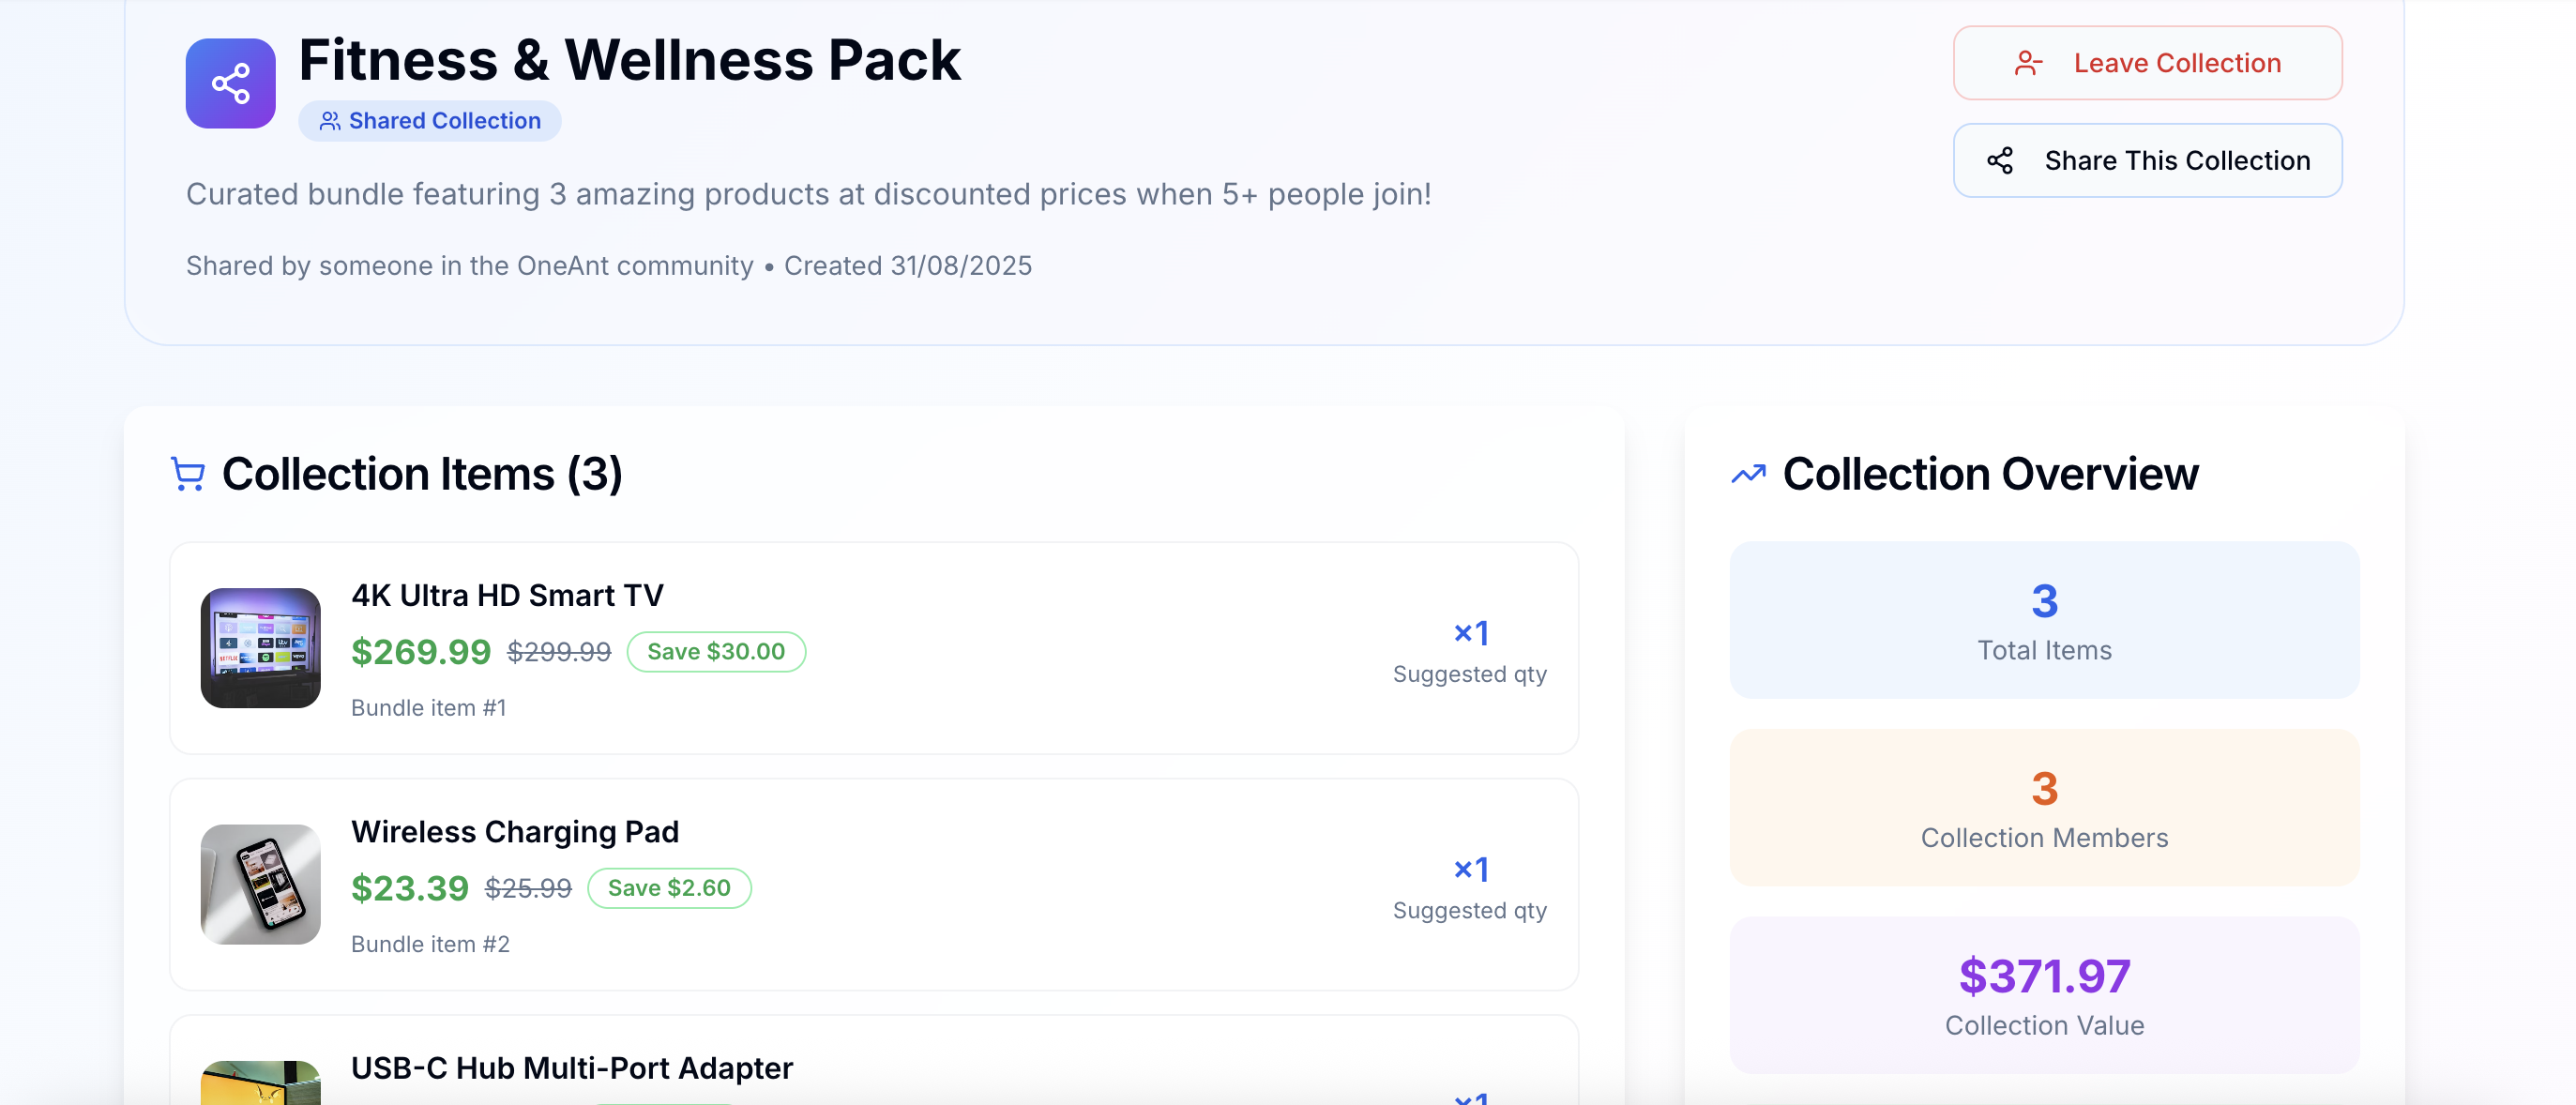 Fitness & Wellness Pack
Shared Collection
Curated bundle featuring 3 amazing products at discounted prices when 5+ people join!
Shared by someone in the OneAnt community • Created 31/08/2025
Leave Collection
Share This Collection
Collection Items (3)
4K Ultra HD Smart TV
$269.99 $299.99 Save $30.00
Bundle item #1
×1
Suggested qty
Wireless Charging Pad
$23.39 $25.99 Save $2.60
Bundle item #2
×1
Suggested qty
USB-C Hub Multi-Port Adapter
×1
Collection Overview
3
Total Items
3
Collection Members
$371.97
Collection Value